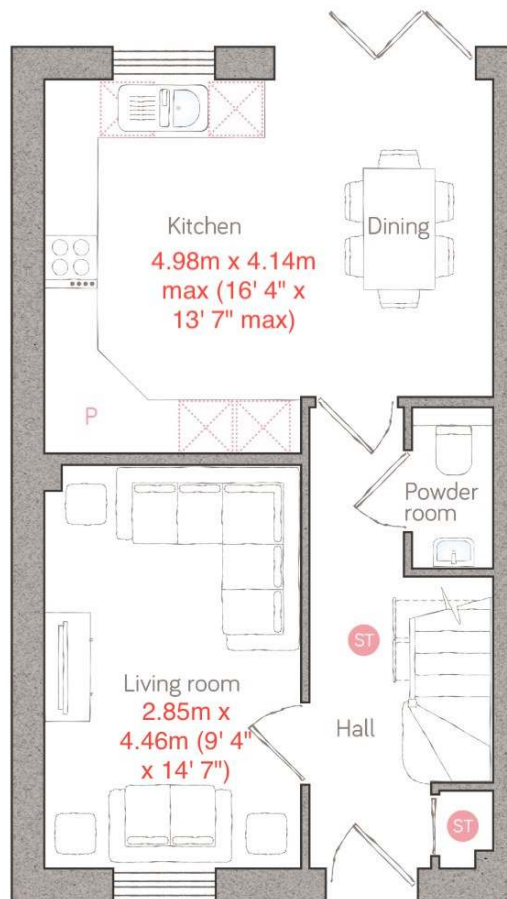 Kitchen
4.98m x 4.14m
max (16' 4" x
13' 7" max)
Dining
P
Powder
room
ST
Living room
2.85m x
4.46m (9' 4"
x 14' 7")
Hall
ST